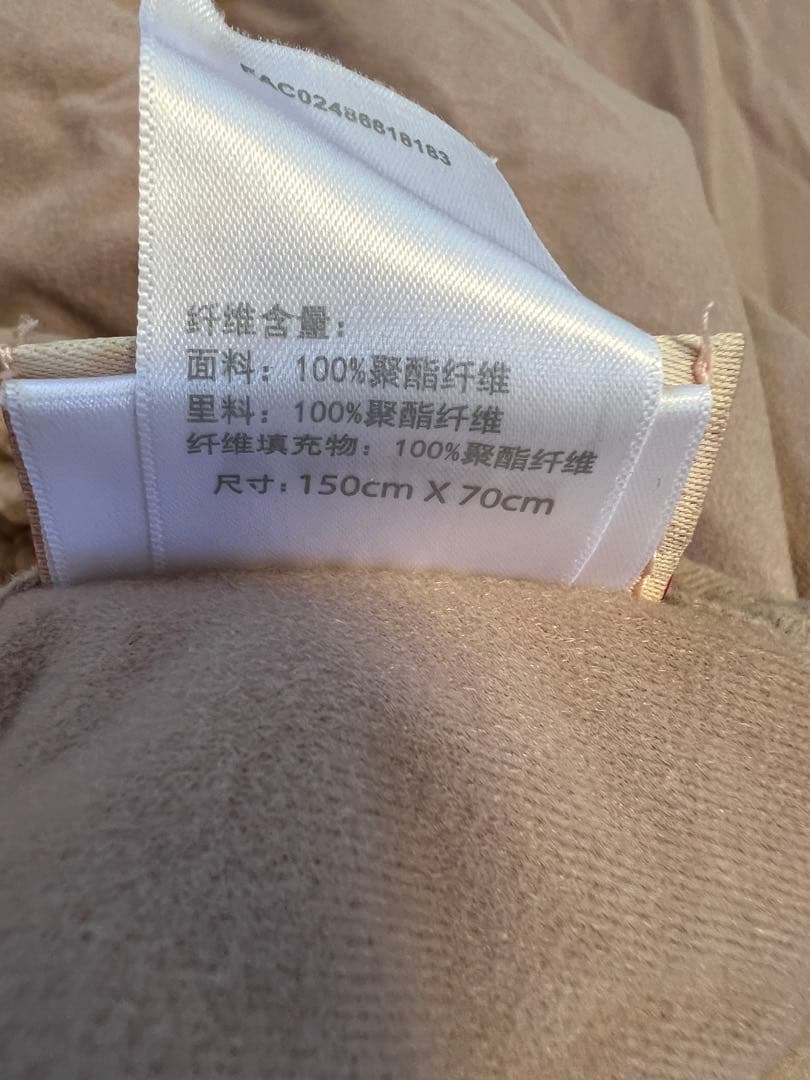 EAC02486818183
纤维含量：
面料：100%聚酯纤维
里料：100%聚酯纤维
纤维填充物：100%聚酯纤维
尺寸：150cm X 70cm